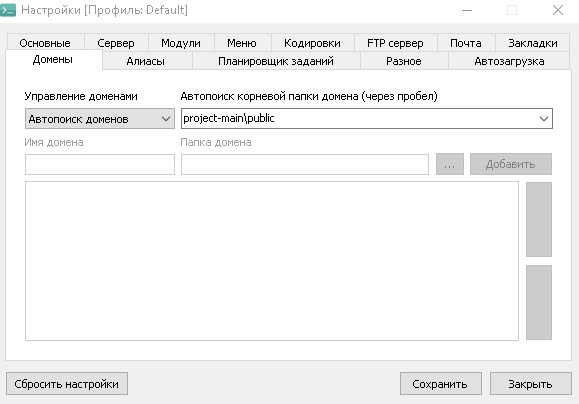 Настройки [Профиль: Default]
Основные Сервер Модули Меню Кодировки FTP сервер Почта Закладки
Домены Алиасы Планировщик заданий Разное Автозагрузка
Управление доменами Автопоиск корневой папки домена (через пробел)
Автопоиск доменов project-main\public
Имя домена Папка домена
... Добавить
Сбросить настройки Сохранить Закрыть